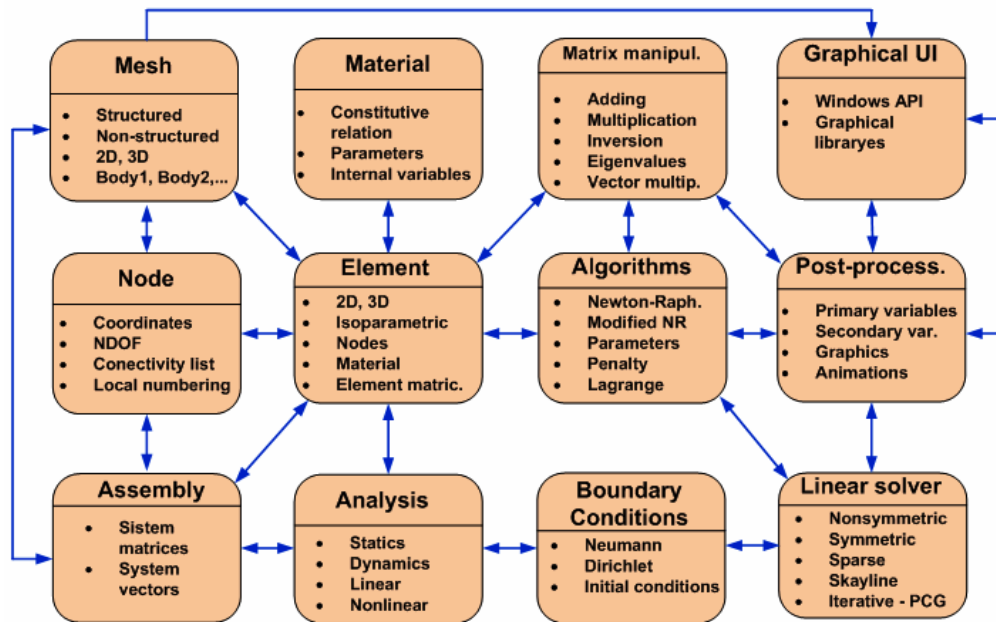 Mesh
• Structured
• Non-structured
• 2D, 3D
• Body1, Body2,...
Material
• Constitutive
relation
• Parameters
• Internal variables
Matrix manipul.
• Adding
• Multiplication
• Inversion
• Eigenvalues
• Vector multip.
Graphical UI
• Windows API
• Graphical
libraryes
Node
• Coordinates
• NDOF
• Conectivity list
• Local numbering
Element
• 2D, 3D
• Isoparametric
• Nodes
• Material
• Element matric.
Algorithms
• Newton-Raph.
• Modified NR
• Parameters
• Penalty
• Lagrange
Post-process.
• Primary variables
• Secondary var.
• Graphics
• Animations
Assembly
• Sistem
matrices
• System
vectors
Analysis
• Statics
• Dynamics
• Linear
• Nonlinear
Boundary
Conditions
• Neumann
• Dirichlet
• Initial conditions
Linear solver
• Nonsymmetric
• Symmetric
• Sparse
• Skayline
• Iterative - PCG